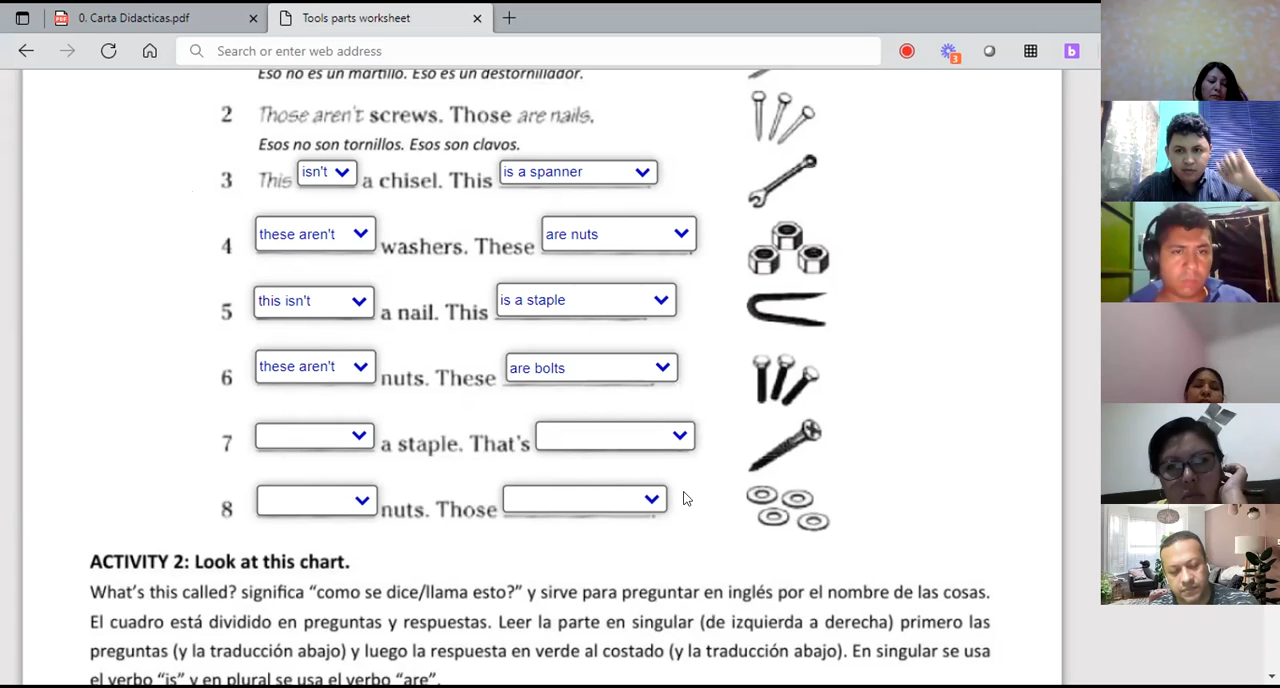 0. Carta Didacticas.pdf
Tools parts worksheet
Search or enter web address
3
b
Eso no es un martillo. Eso es un destornillador.
2 Those aren't screws. Those are nails.
Esos no son tornillos. Esos son clavos.
3 This isn't a chisel. This is a spanner
4 these aren't washers. These are nuts
5 this isn't a nail. This is a staple
6 these aren't nuts. These are bolts
7 a staple. That's
8 nuts. Those
ACTIVITY 2: Look at this chart.
What's this called? significa “como se dice/llama esto?” y sirve para preguntar en inglés por el nombre de las cosas.
El cuadro está dividido en preguntas y respuestas. Leer la parte en singular (de izquierda a derecha) primero las
preguntas (y la traducción abajo) y luego la respuesta en verde al costado (y la traducción abajo). En singular se usa
el verbo “is” y en plural se usa el verbo “are”.